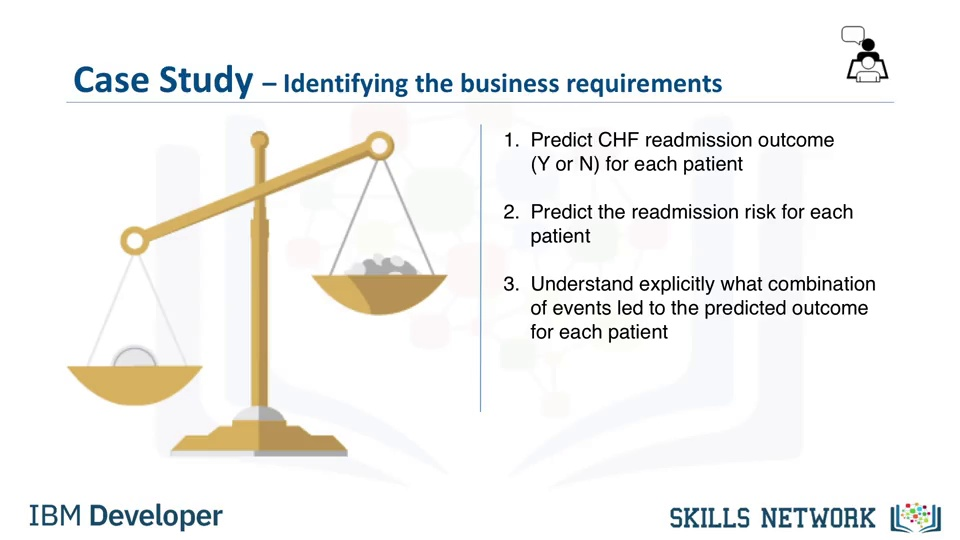 Case Study – Identifying the business requirements
1. Predict CHF readmission outcome
(Y or N) for each patient
2. Predict the readmission risk for each
patient
3. Understand explicitly what combination
of events led to the predicted outcome
for each patient
IBM Developer
SKILLS NETWORK